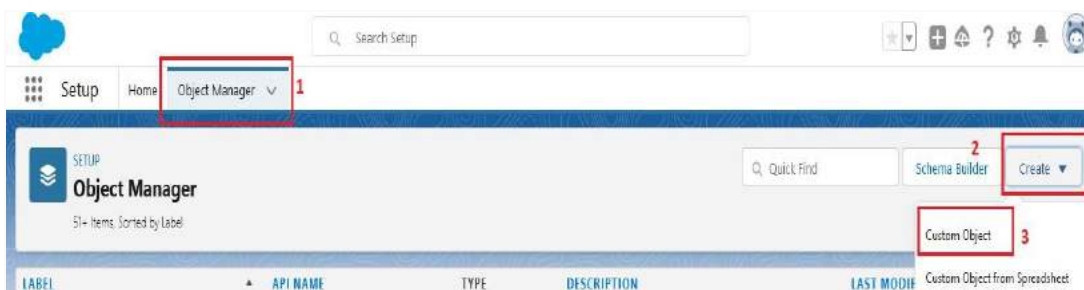 Search Setup
Setup Home Object Manager 1
SETUP
Object Manager
51+ Items, Sorted by Label
Quick Find
Schema Builder
2
Create
Custom Object 3
Custom Object from Spreadsheet
LABEL API NAME TYPE DESCRIPTION LAST MODIE